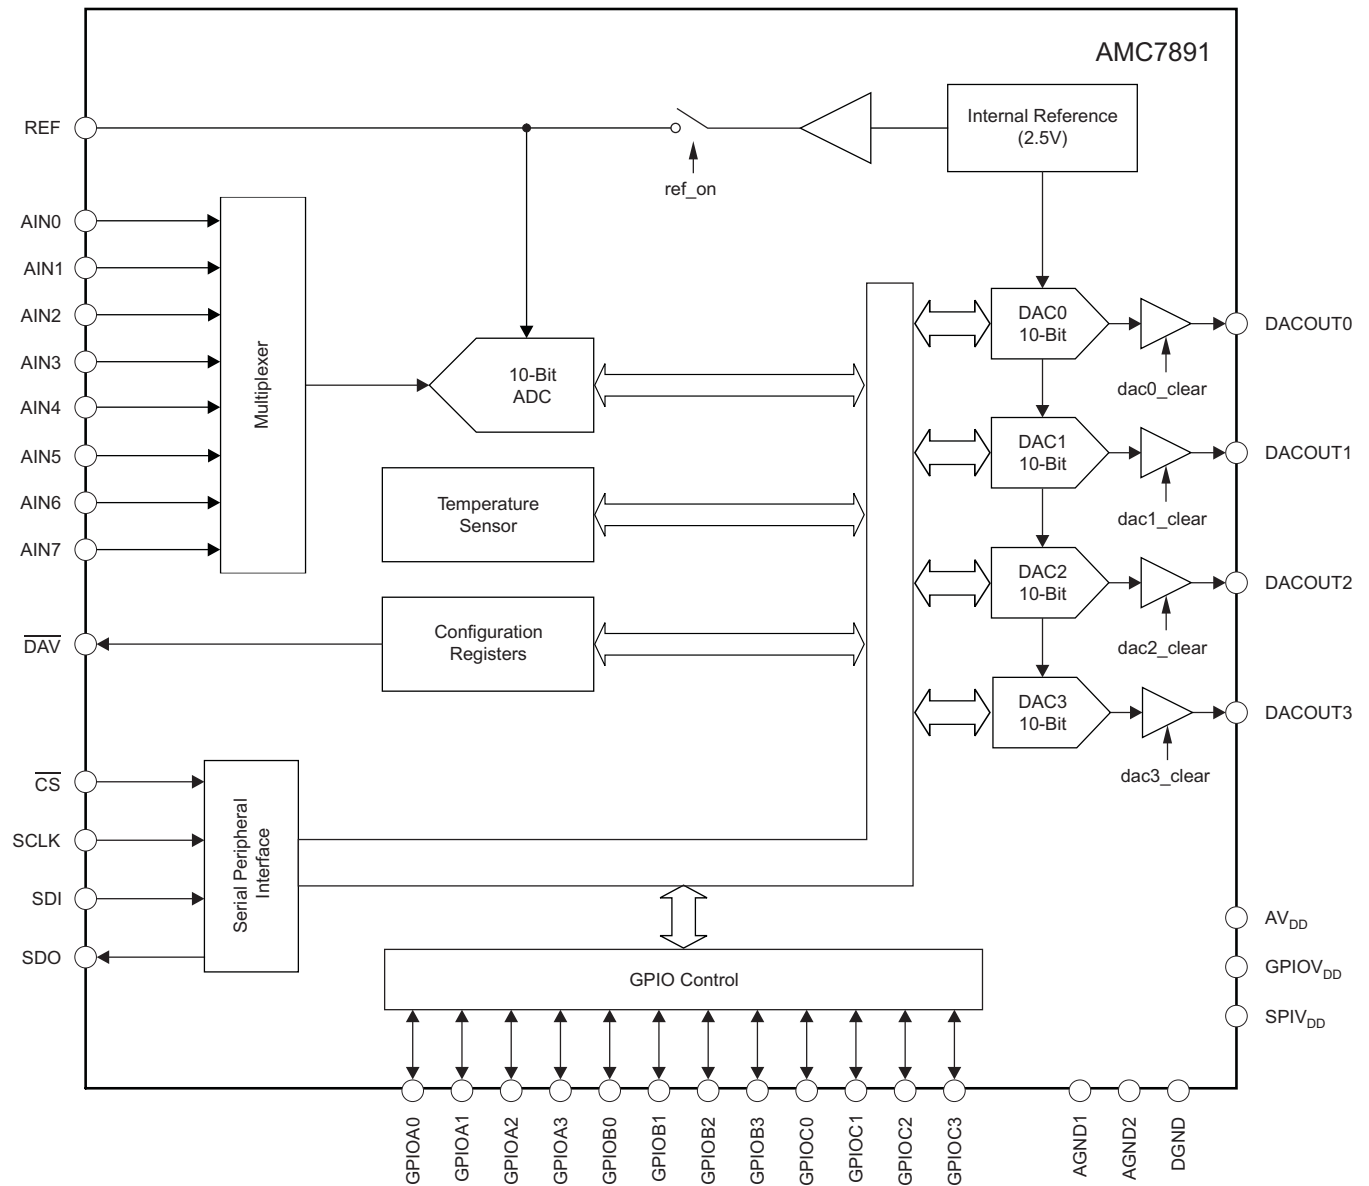 AMC7891
REF
Internal Reference
(2.5V)
ref_on
AIN0
AIN1
AIN2
AIN3
AIN4
AIN5
AIN6
AIN7
Multiplexer
10-Bit
ADC
Temperature
Sensor
DAV
Configuration
Registers
DAC0
10-Bit
dac0_clear
DACOUT0
DAC1
10-Bit
dac1_clear
DACOUT1
DAC2
10-Bit
dac2_clear
DACOUT2
DAC3
10-Bit
dac3_clear
DACOUT3
CS
SCLK
SDI
SDO
Serial Peripheral
Interface
GPIO Control
AVDD
GPIOVDD
SPIVDD
GPIOA0
GPIOA1
GPIOA2
GPIOA3
GPIOB0
GPIOB1
GPIOB2
GPIOB3
GPIOC0
GPIOC1
GPIOC2
GPIOC3
AGND1
AGND2
DGND